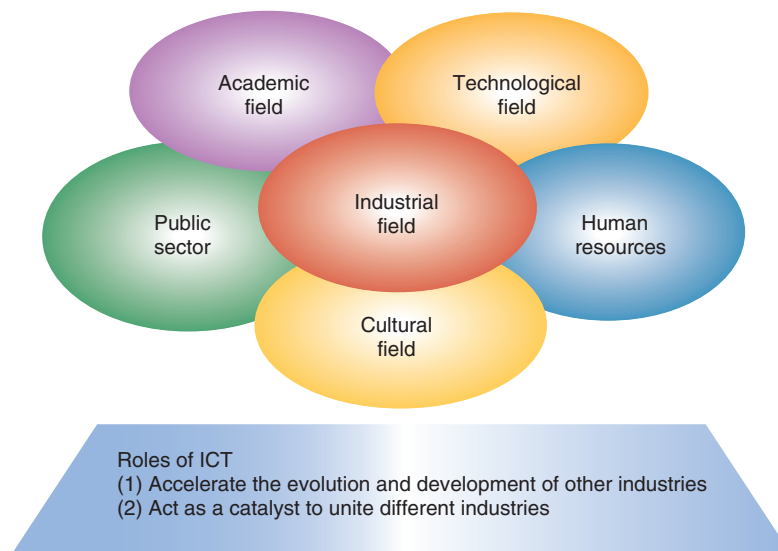 Academic
field
Technological
field
Industrial
field
Public
sector
Human
resources
Cultural
field
Roles of ICT
(1) Accelerate the evolution and development of other industries
(2) Act as a catalyst to unite different industries